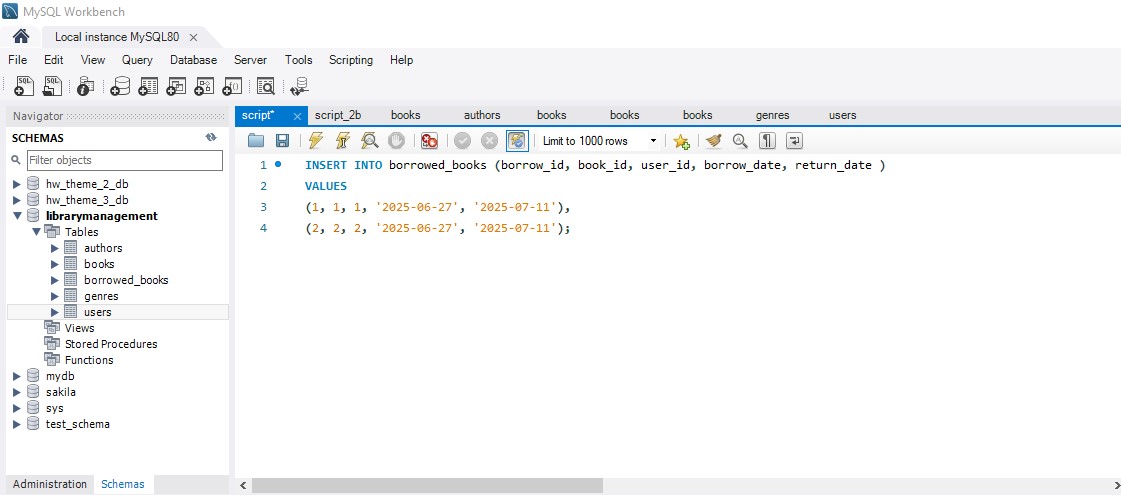 MySQL Workbench
Local instance MySQL80
File Edit View Query Database Server Tools Scripting Help
Navigator
SCHEMAS
Filter objects
hw_theme_2_db
hw_theme_3_db
librarymanagement
Tables
authors
books
borrowed_books
genres
users
Views
Stored Procedures
Functions
mydb
sakila
sys
test_schema
Administration Schemas
script* script_2b books authors books books books genres users
Limit to 1000 rows
1 INSERT INTO borrowed_books (borrow_id, book_id, user_id, borrow_date, return_date )
2 VALUES
3 (1, 1, 1, '2025-06-27', '2025-07-11'),
4 (2, 2, 2, '2025-06-27', '2025-07-11');